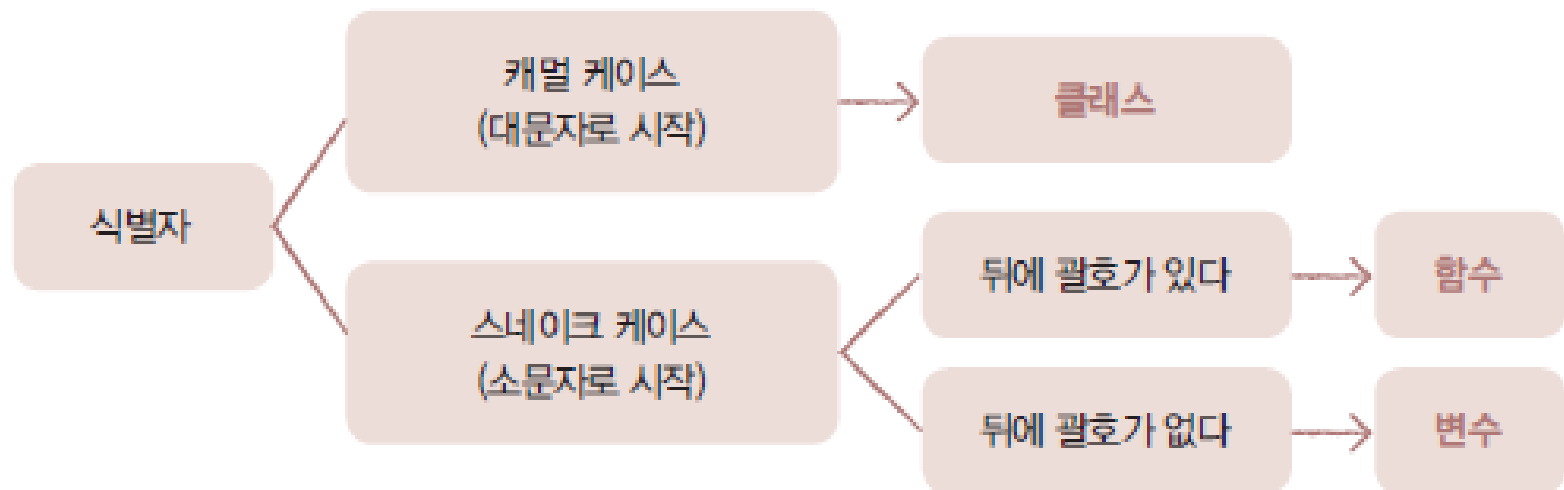 식별자
캐멀 케이스
(대문자로 시작)
클래스
스네이크 케이스
(소문자로 시작)
뒤에 괄호가 있다
함수
뒤에 괄호가 없다
변수